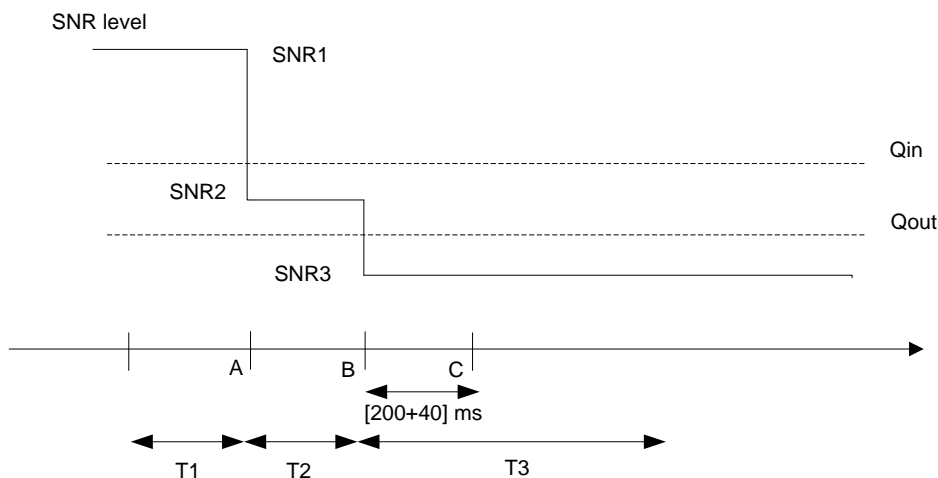 SNR level
SNR1
Qin
SNR2
Qout
SNR3
A
B
C
[200+40] ms
T1
T2
T3